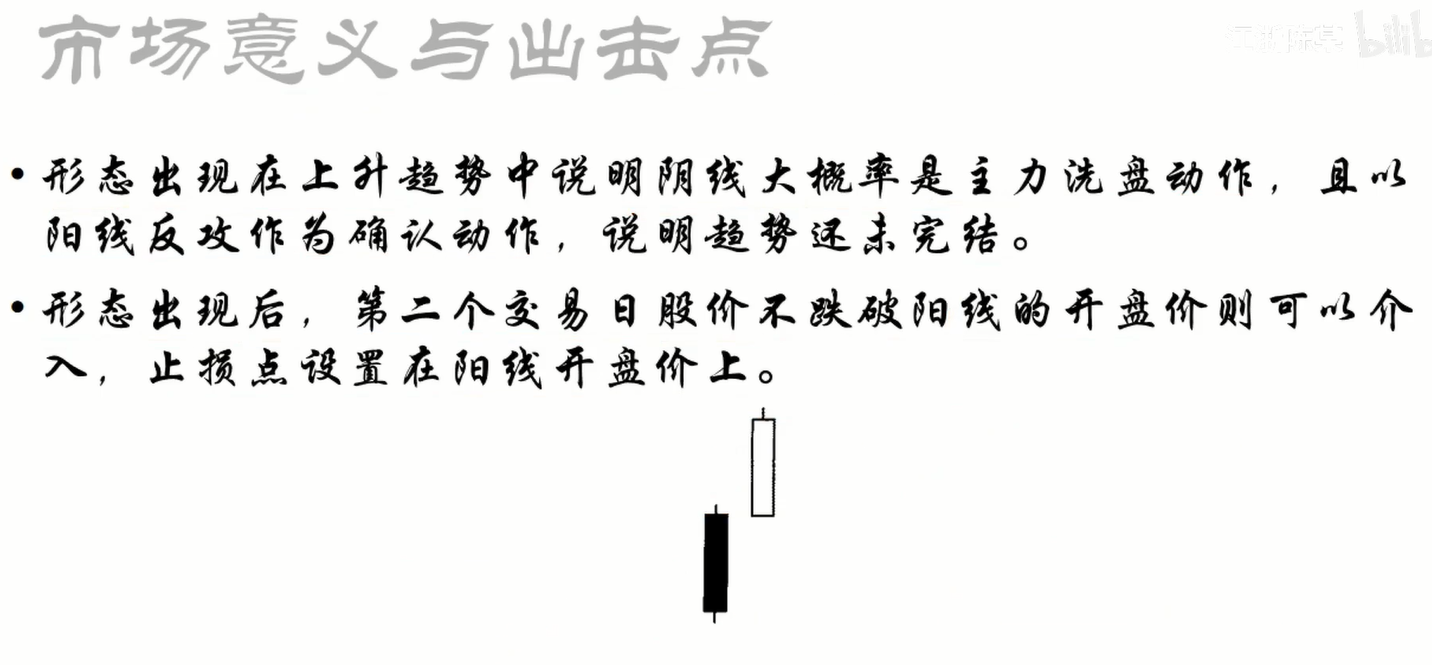 市场意义与出击点
• 形态出现在上升趋势中说明阴线大概率是主力洗盘动作，且以
阳线反攻作为确认动作，说明趋势还未完结。
• 形态出现后，第二个交易日股价不跌破阳线的开盘价则可以介
入，止损点设置在阳线开盘价上。